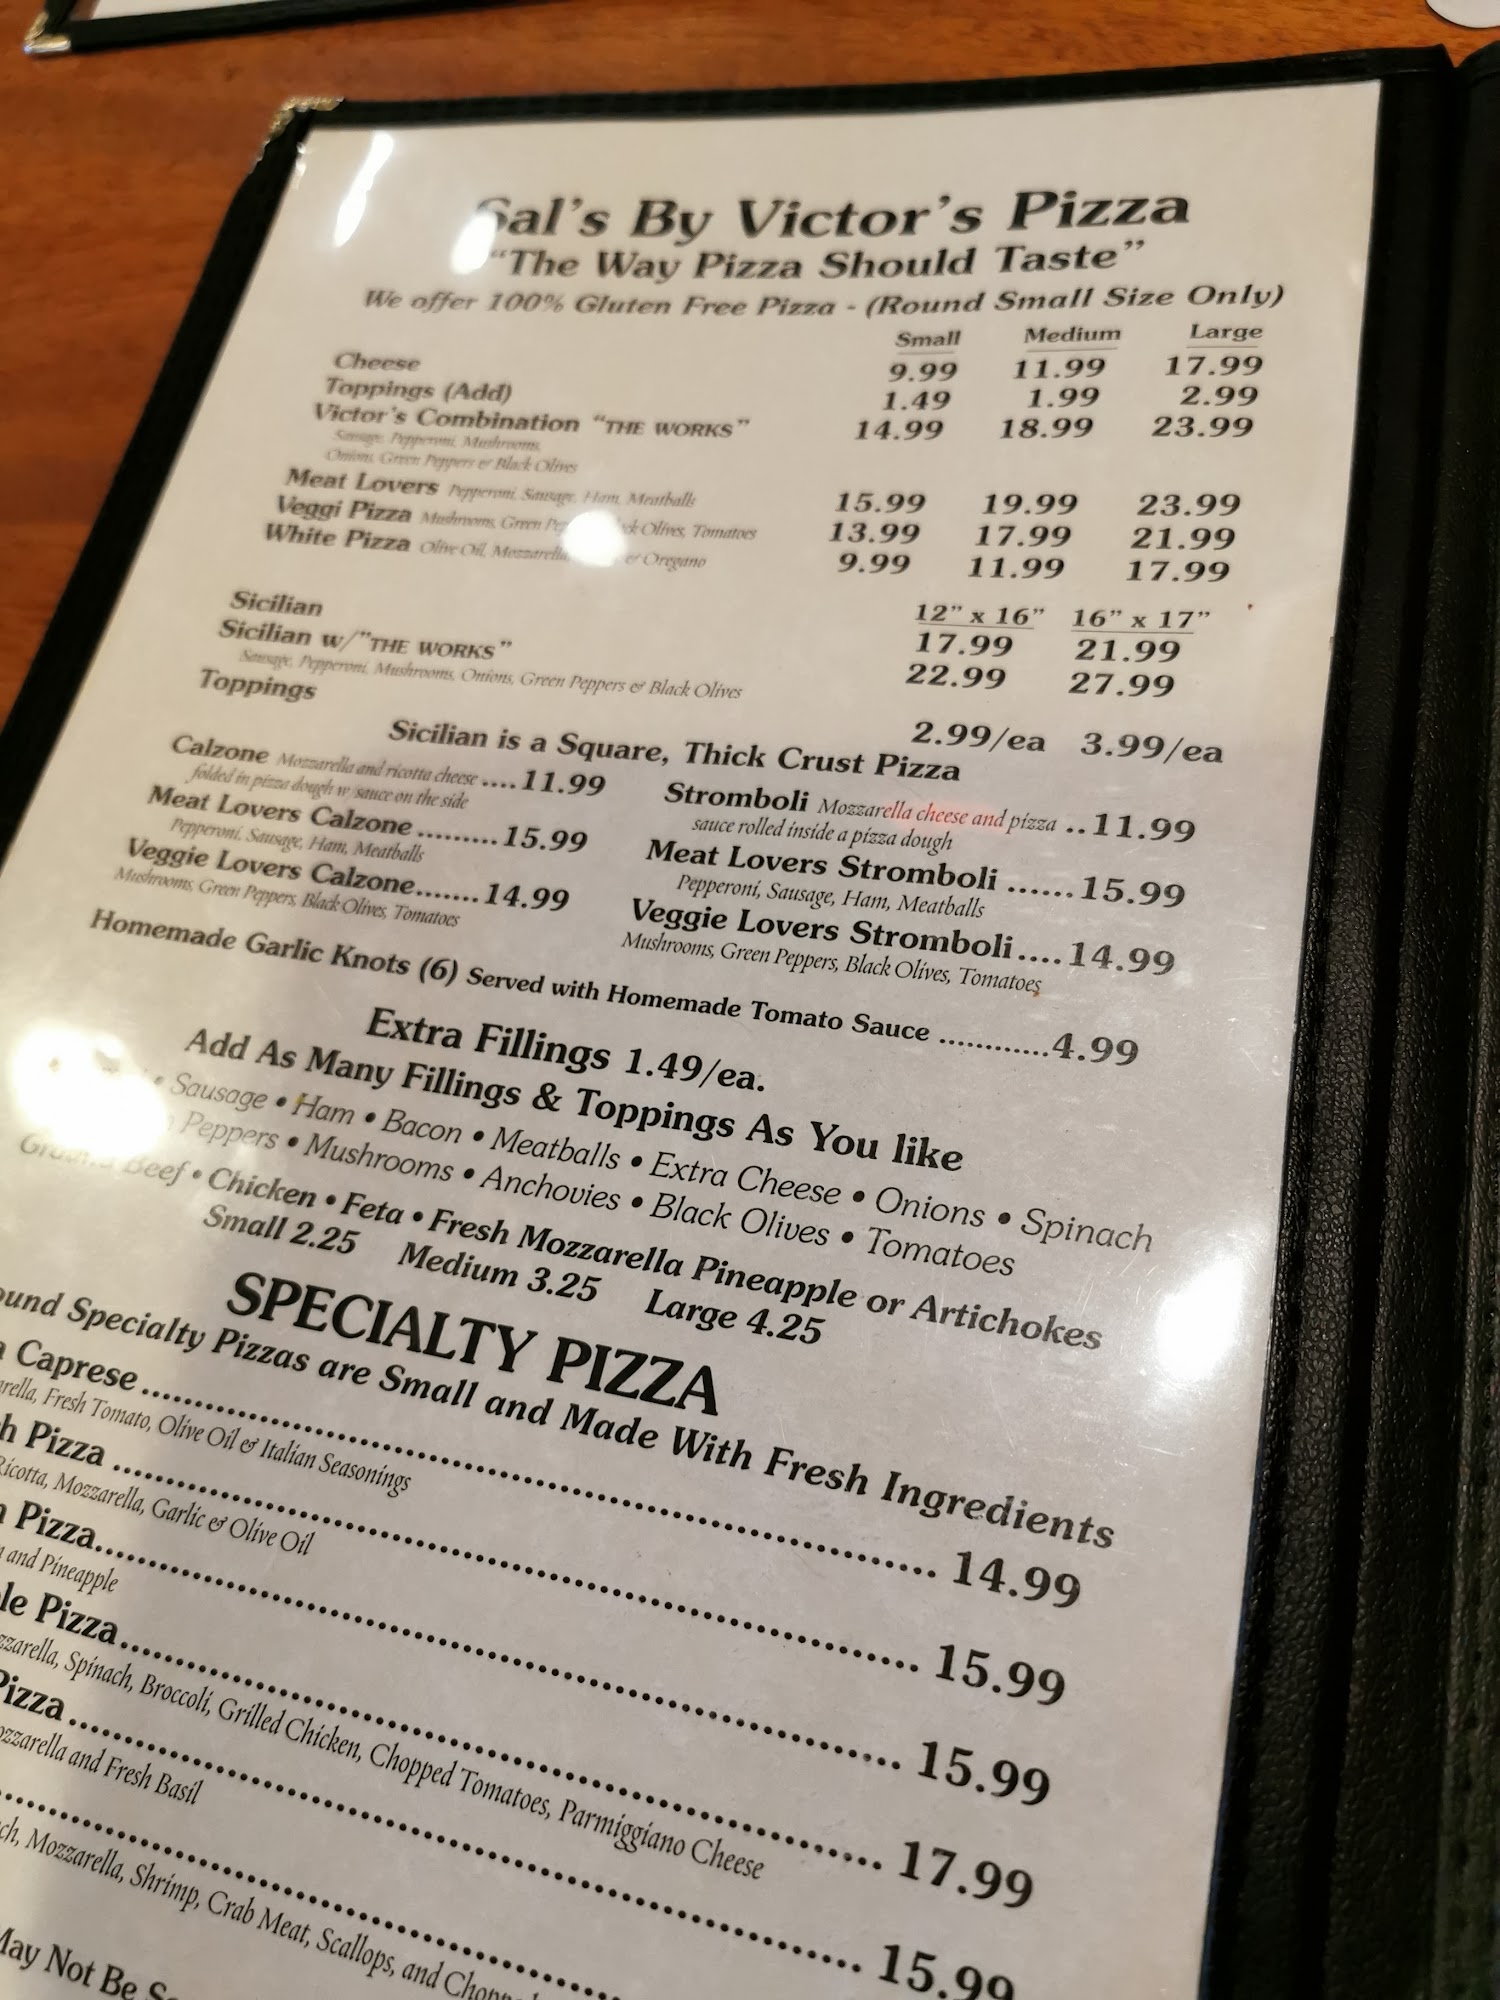 Sal's By Victor's Pizza
"The Way Pizza Should Taste"
We offer 100% Gluten Free Pizza - (Round Small Size Only)
Small Medium Large
Cheese 9.99 11.99 17.99
Toppings (Add) 1.49 1.99 2.99
Victor's Combination "THE WORKS" 14.99 18.99 23.99
Sausage, Pepperoni, Mushrooms,
Onions, Green Peppers & Black Olives
Meat Lovers Pepperoni, Sausage, Ham, Meatballs 15.99 19.99 23.99
Veggi Pizza Mushrooms, Green Olives, Tomatoes 13.99 17.99 21.99
White Pizza Olive Oil, Mozzarella & Oregano 9.99 11.99 17.99
12" x 16" 16" x 17"
Sicilian 17.99 21.99
Sicilian w/"THE WORKS" 22.99 27.99
Sausage, Pepperoni, Mushrooms, Onions, Green Peppers & Black Olives
Toppings 2.99/ea 3.99/ea
Sicilian is a Square, Thick Crust Pizza
Calzone Mozzarella and ricotta cheese ....11.99
folded in pizza dough w/ sauce on the side
Meat Lovers Calzone .........15.99
Pepperoni, Sausage, Ham, Meatballs
Veggie Lovers Calzone.......14.99
Mushrooms, Green Peppers, Black Olives, Tomatoes
Stromboli Mozzarella cheese and pizza ..11.99
sauce rolled inside a pizza dough
Meat Lovers Stromboli ......15.99
Pepperoni, Sausage, Ham, Meatballs
Veggie Lovers Stromboli....14.99
Mushrooms, Green Peppers, Black Olives, Tomatoes
Homemade Garlic Knots (6) Served with Homemade Tomato Sauce ............4.99
Extra Fillings 1.49/ea.
Add As Many Fillings & Toppings As You like
• Sausage • Ham • Bacon • Meatballs • Extra Cheese • Onions • Spinach
Peppers • Mushrooms • Anchovies • Black Olives • Tomatoes
Ground Beef • Chicken • Feta • Fresh Mozzarella Pineapple or Artichokes
Small 2.25 Medium 3.25 Large 4.25
SPECIALTY PIZZA
Specialty Pizzas are Small and Made With Fresh Ingredients
Caprese .......... 14.99
Fresh Tomato, Olive Oil & Italian Seasonings
Pizza .......... 15.99
Ricotta, Mozzarella, Garlic & Olive Oil
Pizza.......... 15.99
and Pineapple
Pizza.......... 17.99
Spinach, Broccoli, Grilled Chicken, Chopped Tomatoes, Parmiggiano Cheese
Pizza .......... 15.99
and Fresh Basil
Mozzarella, Shrimp, Crab Meat, Scallops, and
May Not Be